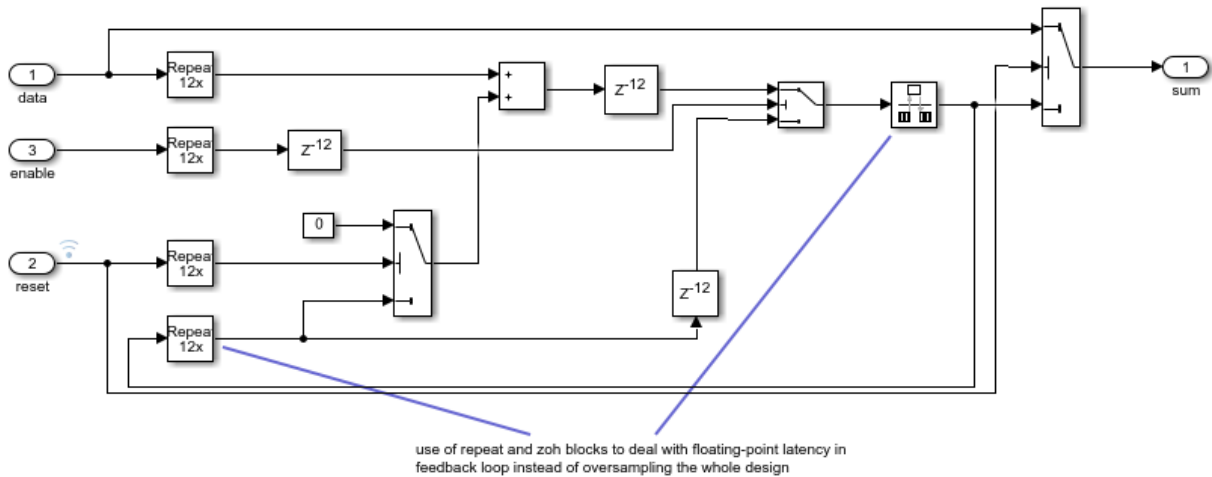 1
data
Repeat
12x
+
+
Z-12
1
sum
3
enable
Repeat
12x
Z-12
0
2
reset
Repeat
12x
Z-12
Repeat
12x
use of repeat and zoh blocks to deal with floating-point latency in
feedback loop instead of oversampling the whole design